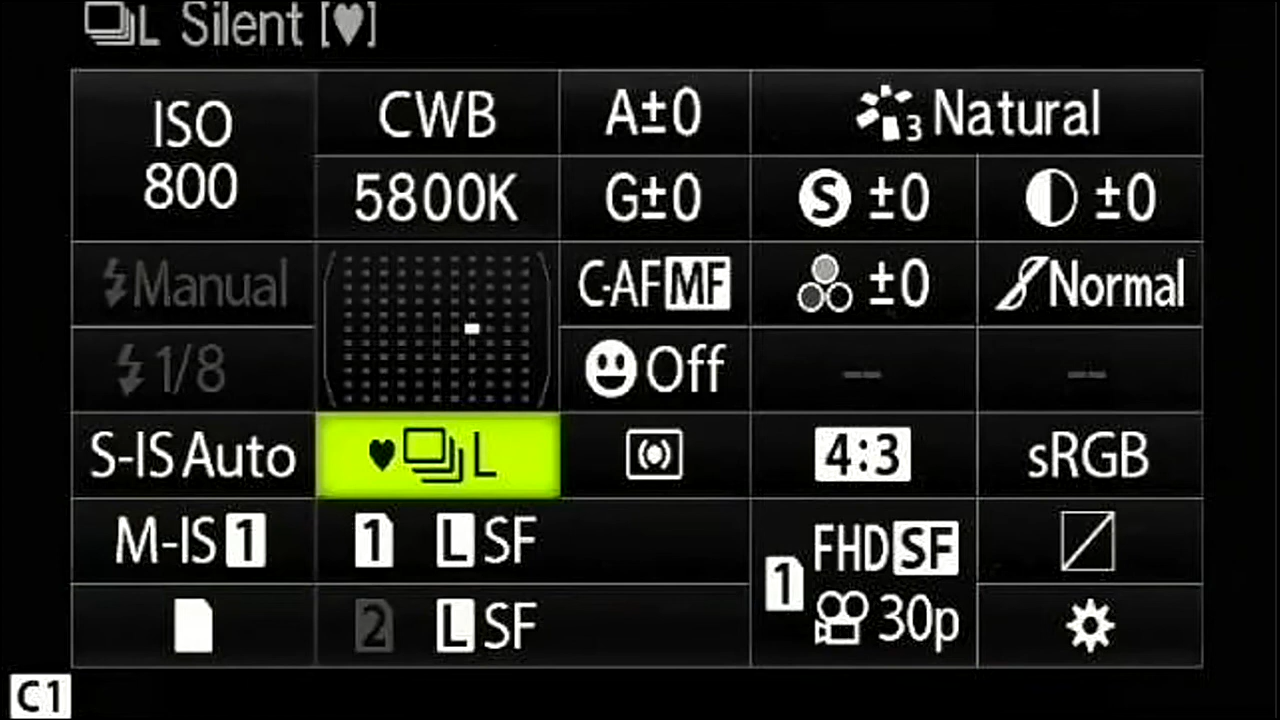 L Silent [♥]
ISO 800
CWB
A±0
3 Natural
5800K
G±0
S ±0
±0
Manual
C-AF MF
±0
Normal
1/8
Off
--
--
S-IS Auto
♥ L
4:3
sRGB
M-IS 1
1 L SF
1 FHD SF 30p
2 L SF
C1